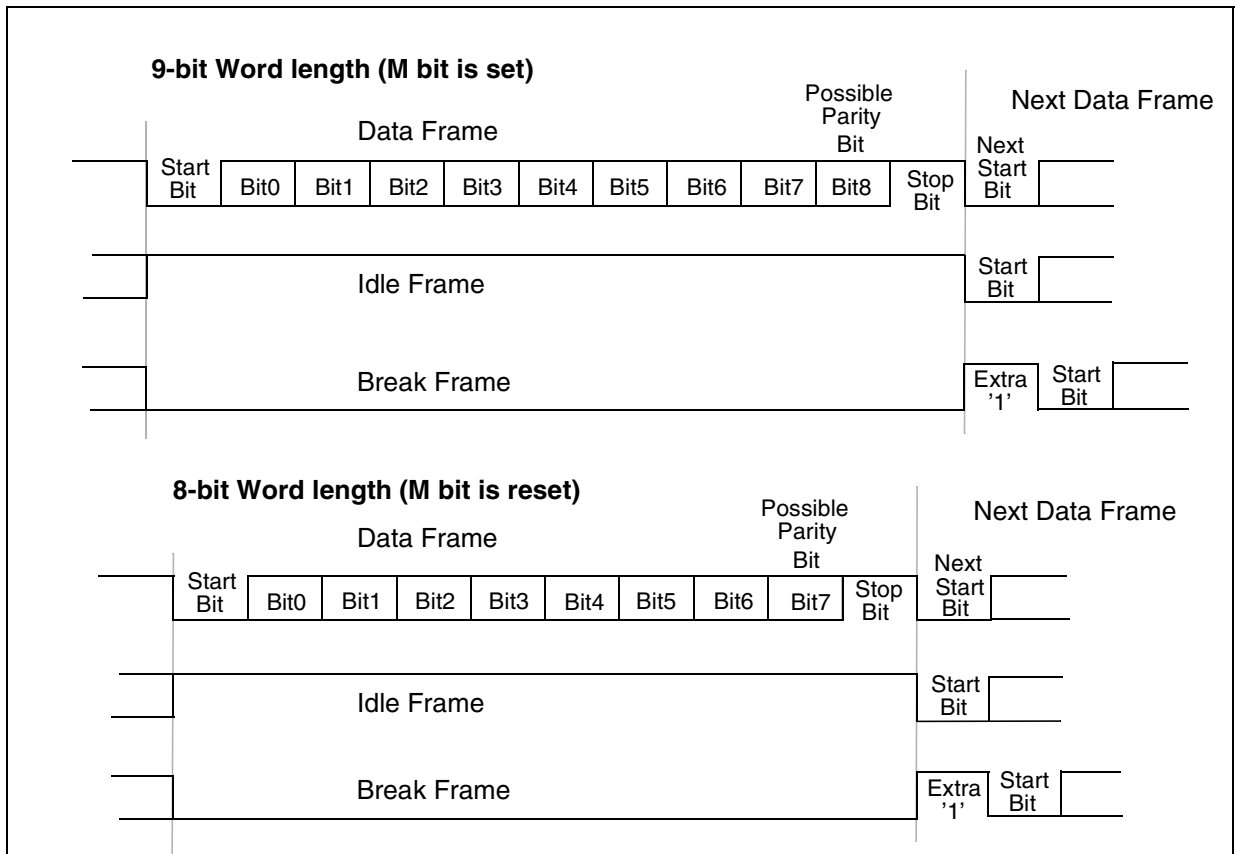 9-bit Word length (M bit is set)
Possible
Parity
Bit
Next Data Frame
Data Frame
Next
Start
Bit
Start
Bit
Bit0
Bit1
Bit2
Bit3
Bit4
Bit5
Bit6
Bit7
Bit8
Stop
Bit
Idle Frame
Start
Bit
Break Frame
Extra
'1'
Start
Bit
8-bit Word length (M bit is reset)
Possible
Parity
Bit
Next Data Frame
Data Frame
Next
Start
Bit
Start
Bit
Bit0
Bit1
Bit2
Bit3
Bit4
Bit5
Bit6
Bit7
Stop
Bit
Idle Frame
Start
Bit
Break Frame
Extra
'1'
Start
Bit